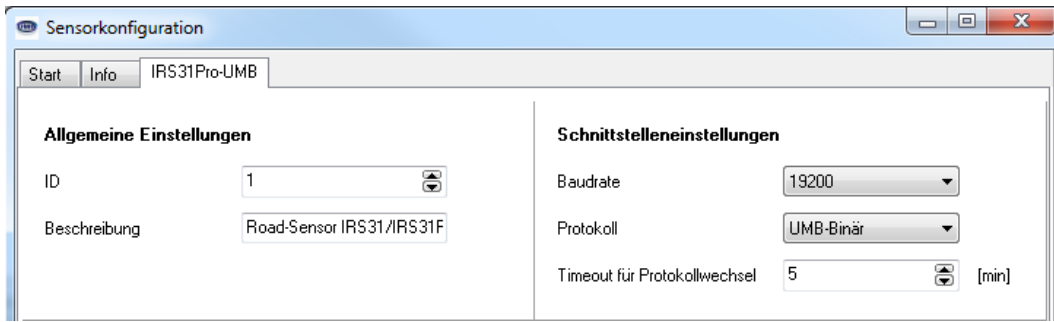 Sensorkonfiguration
Start Info IRS31Pro-UMB
Allgemeine Einstellungen
ID 1
Beschreibung Road-Sensor IRS31/IRS31F
Schnittstelleneinstellungen
Baudrate 19200
Protokoll UMB-Binär
Timeout für Protokollwechsel 5 [min]